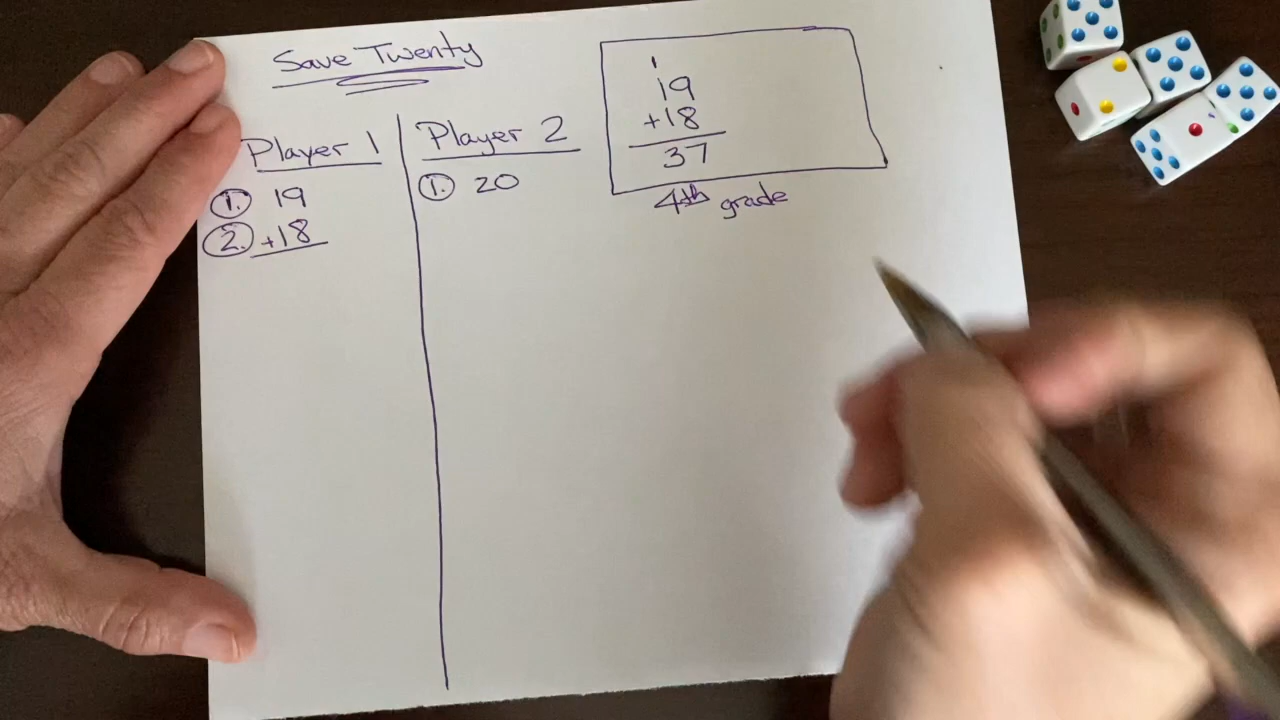 Save Twenty
Player 1
1. 19
2. +18
Player 2
1. 20
1
19
+18
37
4th grade